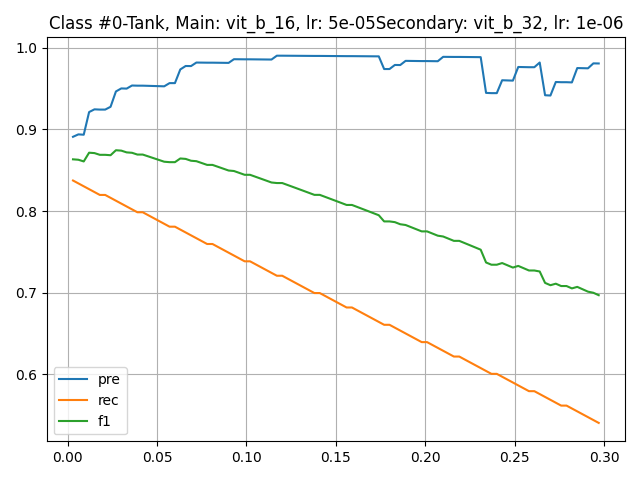 Class #0-Tank, Main: vit_b_16, lr: 5e-05Secondary: vit_b_32, lr: 1e-06
1.0
0.9
0.8
0.7
0.6
pre
rec
f1
0.00 0.05 0.10 0.15 0.20 0.25 0.30